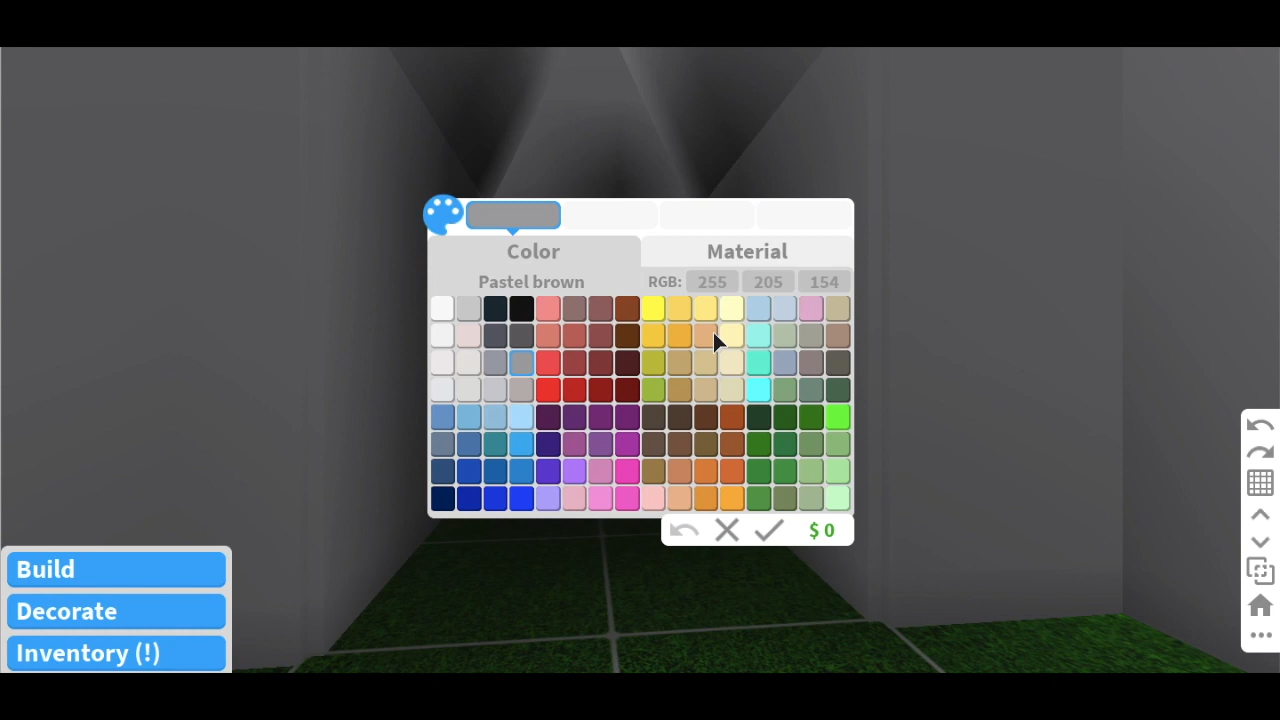 Color
Material
Pastel brown
RGB: 255 205 154
$ 0
Build
Decorate
Inventory (!)